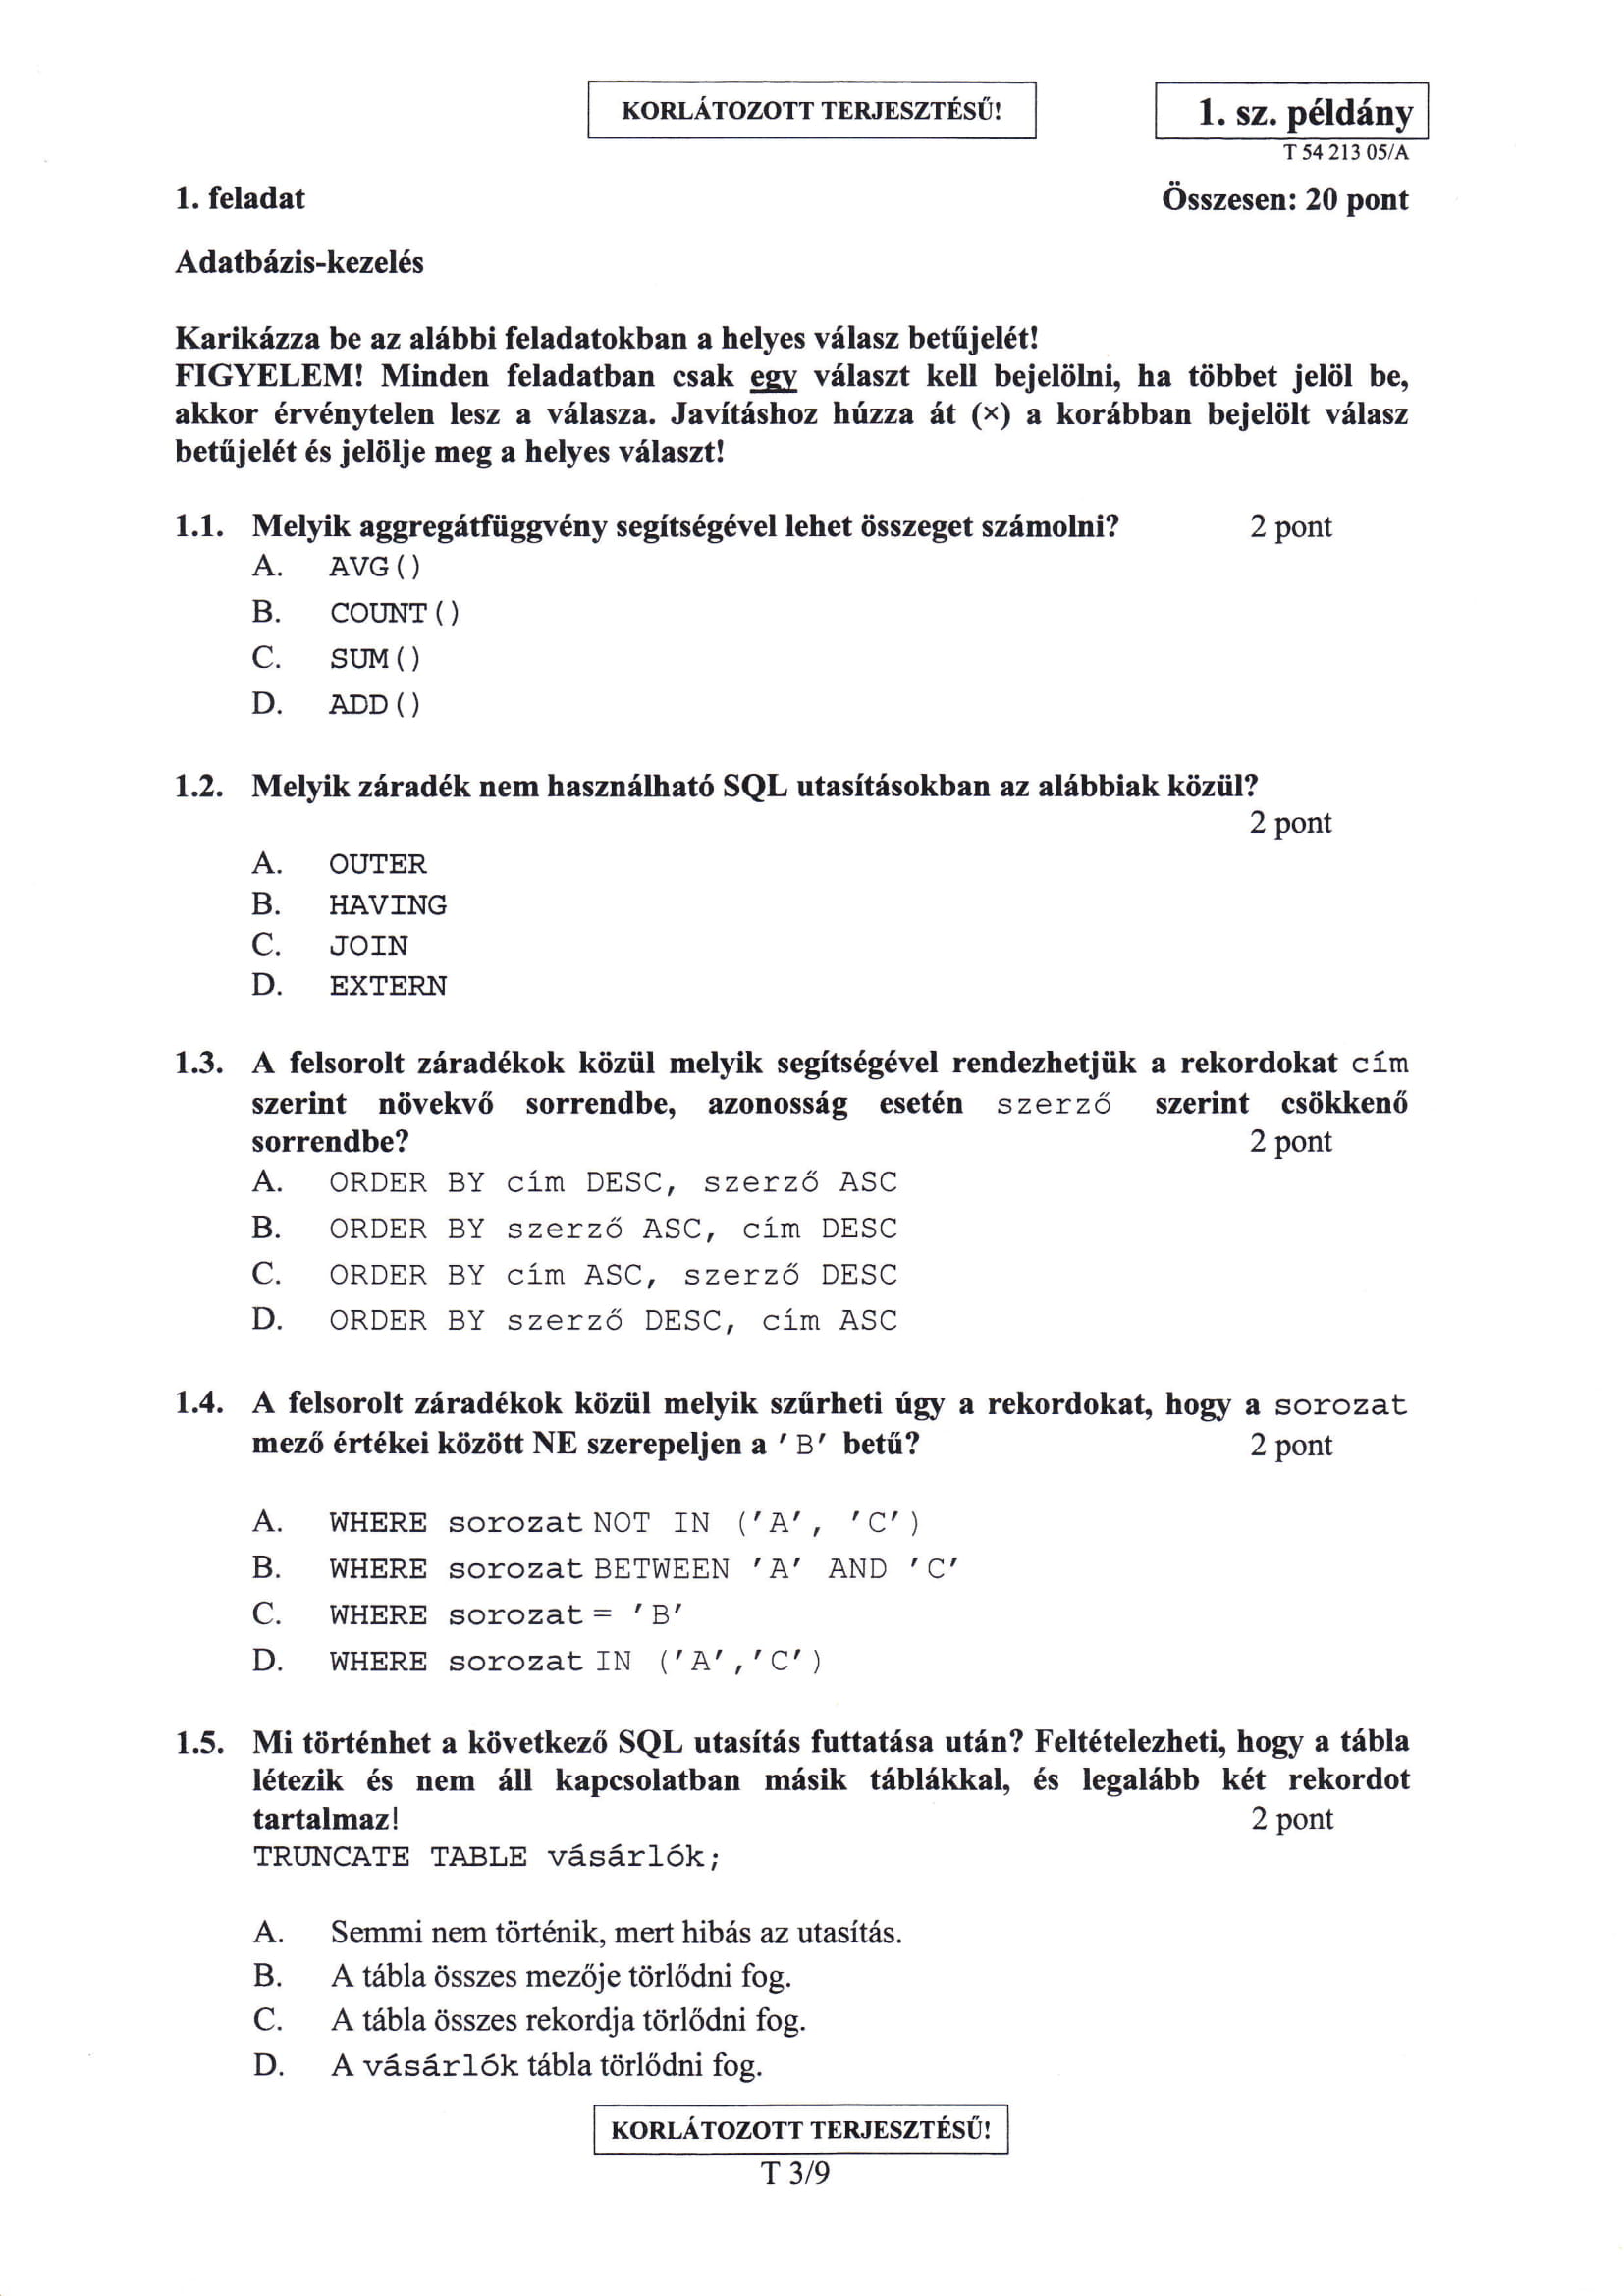 KORLÁTOZOTT TERJESZTÉSŰ!
1. sz. példány
T 54 213 05/A
1. feladat Összesen: 20 pont
Adatbázis-kezelés
Karikázza be az alábbi feladatokban a helyes válasz betűjelét!
FIGYELEM! Minden feladatban csak egy választ kell bejelölni, ha többet jelöl be,
akkor érvénytelen lesz a válasza. Javításhoz húzza át (×) a korábban bejelölt válasz
betűjelét és jelölje meg a helyes választ!
1.1. Melyik aggregátfüggvény segítségével lehet összeget számolni? 2 pont
A. AVG()
B. COUNT()
C. SUM()
D. ADD()
1.2. Melyik záradék nem használható SQL utasításokban az alábbiak közül?
2 pont
A. OUTER
B. HAVING
C. JOIN
D. EXTERN
1.3. A felsorolt záradékok közül melyik segítségével rendezhetjük a rekordokat cím
szerint növekvő sorrendbe, azonosság esetén szerző szerint csökkenő
sorrendbe? 2 pont
A. ORDER BY cím DESC, szerző ASC
B. ORDER BY szerző ASC, cím DESC
C. ORDER BY cím ASC, szerző DESC
D. ORDER BY szerző DESC, cím ASC
1.4. A felsorolt záradékok közül melyik szűrheti úgy a rekordokat, hogy a sorozat
mező értékei között NE szerepeljen a 'B' betű? 2 pont
A. WHERE sorozat NOT IN ('A', 'C')
B. WHERE sorozat BETWEEN 'A' AND 'C'
C. WHERE sorozat = 'B'
D. WHERE sorozat IN ('A','C')
1.5. Mi történhet a következő SQL utasítás futtatása után? Feltételezheti, hogy a tábla
létezik és nem áll kapcsolatban másik táblákkal, és legalább két rekordot
tartalmaz! 2 pont
TRUNCATE TABLE vásárlók;
A. Semmi nem történik, mert hibás az utasítás.
B. A tábla összes mezője törlődni fog.
C. A tábla összes rekordja törlődni fog.
D. A vásárlók tábla törlődni fog.
KORLÁTOZOTT TERJESZTÉSŰ!
T 3/9